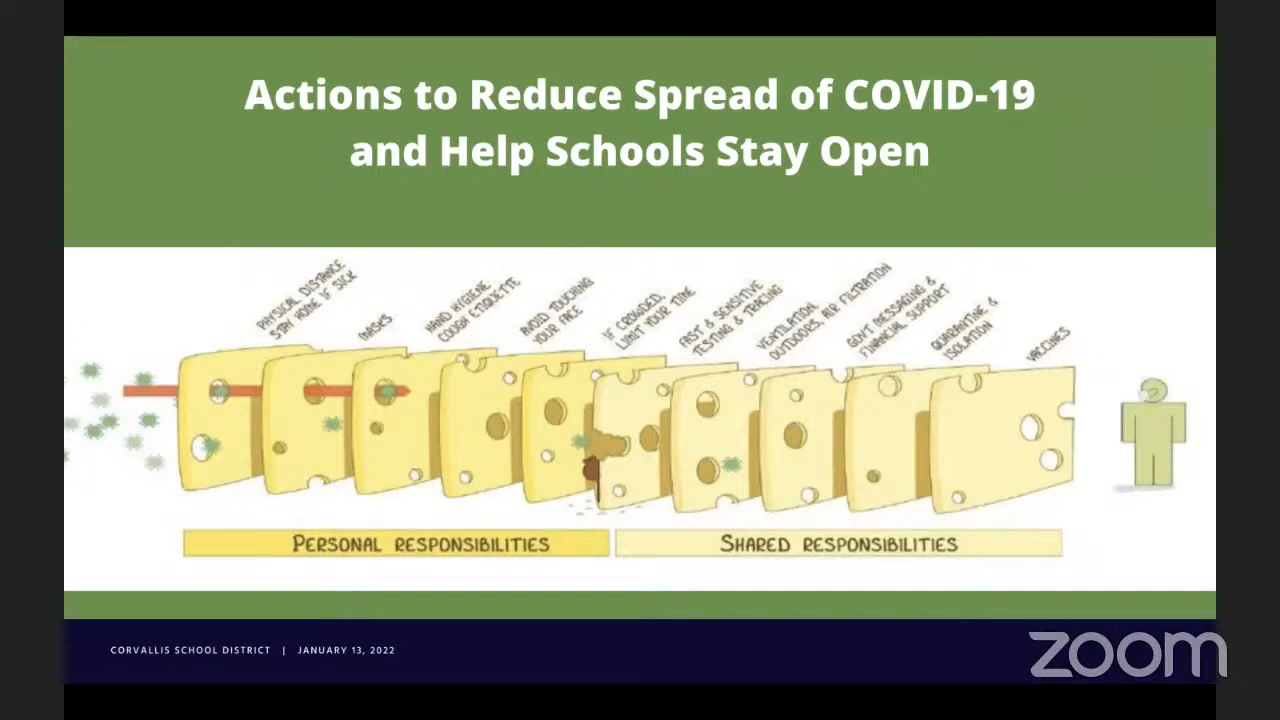 Actions to Reduce Spread of COVID-19
and Help Schools Stay Open
PHYSICAL DISTANCE
STAY HOME IF SICK
MASKS
HAND HYGIENE
COUGH ETIQUETTE
AVOID TOUCHING
YOUR FACE
IF CROWDED,
LIMIT YOUR TIME
FAST & SENSITIVE
TESTING & TRACING
VENTILATION,
OUTDOORS, AIR FILTRATION
GOVT MESSAGING &
FINANCIAL SUPPORT
QUARANTINE &
ISOLATION
VACCINES
PERSONAL RESPONSIBILITIES
SHARED RESPONSIBILITIES
CORVALLIS SCHOOL DISTRICT | JANUARY 13, 2022
zoom